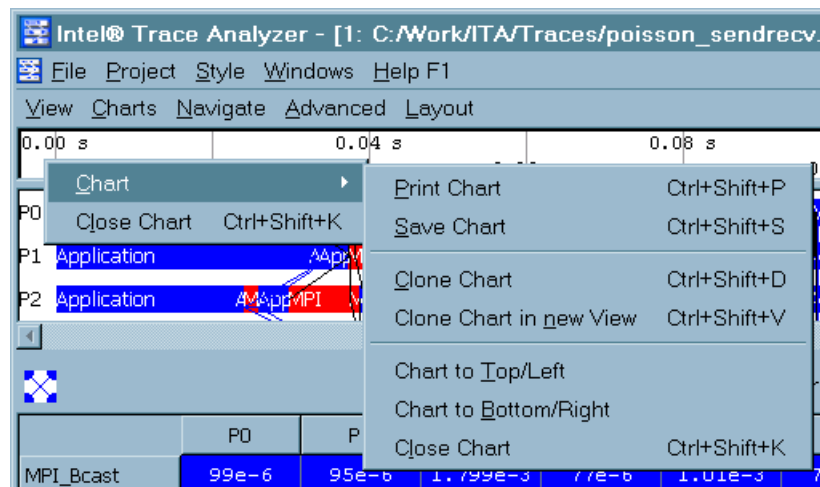 Intel® Trace Analyzer - [1: C:/Work/ITA/Traces/poisson_sendrecv.
File Project Style Windows Help F1
View Charts Navigate Advanced Layout
0.00 s 0.04 s 0.08 s
Chart
Close Chart Ctrl+Shift+K
Print Chart Ctrl+Shift+P
Save Chart Ctrl+Shift+S
Clone Chart Ctrl+Shift+D
Clone Chart in new View Ctrl+Shift+V
Chart to Top/Left
Chart to Bottom/Right
Close Chart Ctrl+Shift+K
P0
P1 Application
P2 Application MPI
P0 P
MPI_Bcast 99e-6 95e-6 1.799e-3 77e-6 1.01e-3